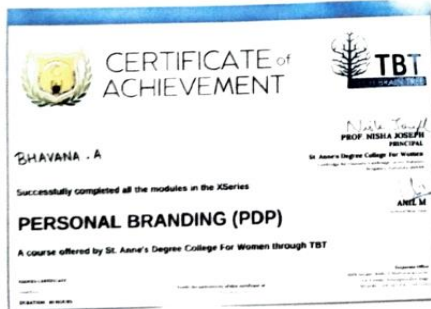 CERTIFICATE of
ACHIEVEMENT
TBT
BHAVANA . A
PROF NISHA JOSEPH
PRINCIPAL
St Anne's Degree College For Women
Successfully completed all the modules in the XSeries
ANIL M
PERSONAL BRANDING (PDP)
A course offered by St. Anne's Degree College For Women through TBT